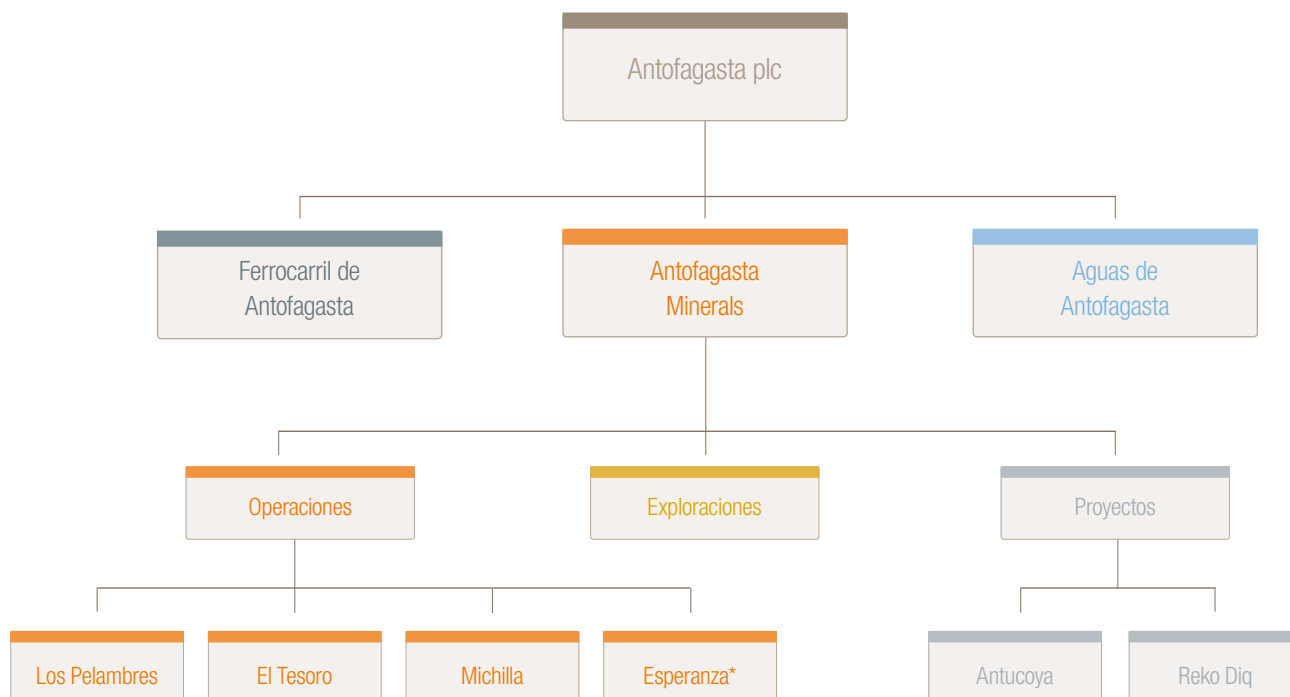 Antofagasta plc
Ferrocarril de
Antofagasta
Antofagasta
Minerals
Aguas de
Antofagasta
Operaciones
Exploraciones
Proyectos
Los Pelambres
El Tesoro
Michilla
Esperanza*
Antucoya
Reko Diq